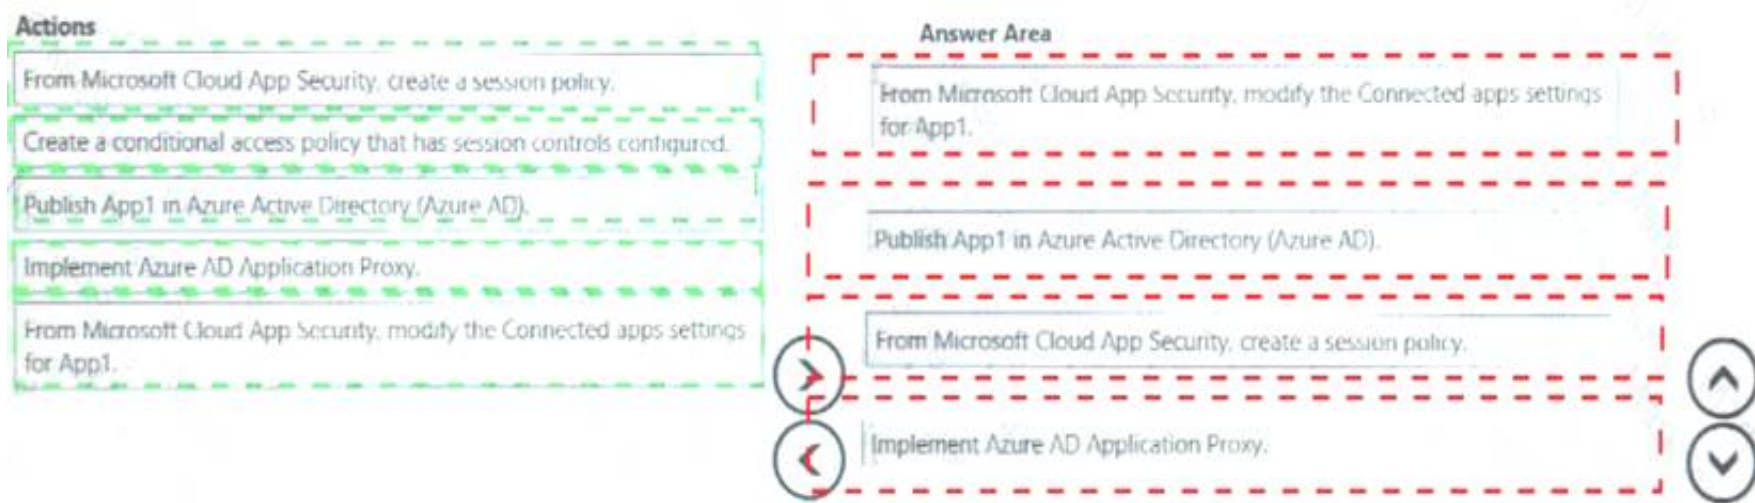 Actions
From Microsoft Cloud App Security, create a session policy.
Create a conditional access policy that has session controls configured.
Publish App1 in Azure Active Directory (Azure AD).
Implement Azure AD Application Proxy.
From Microsoft Cloud App Security, modify the Connected apps settings
for App1.
Answer Area
From Microsoft Cloud App Security, modify the Connected apps settings
for App1.
Publish App1 in Azure Active Directory (Azure AD).
From Microsoft Cloud App Security, create a session policy.
Implement Azure AD Application Proxy.